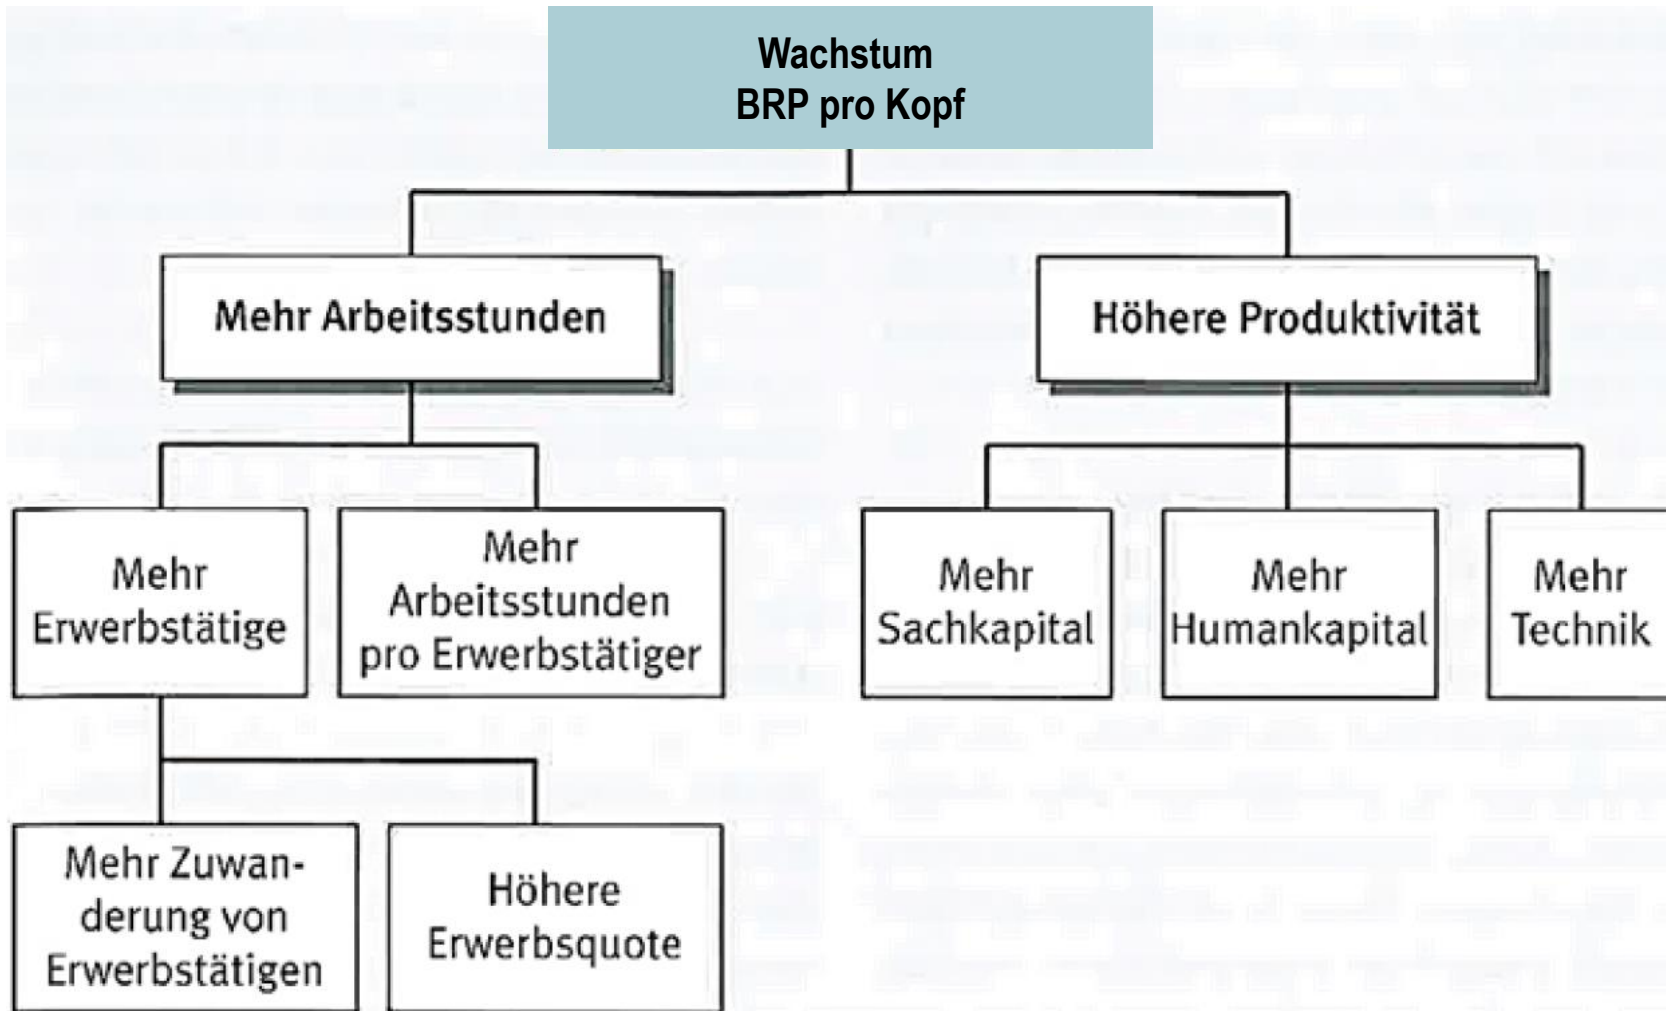 Wachstum
BRP pro Kopf
Mehr Arbeitsstunden
Höhere Produktivität
Mehr
Erwerbstätige
Mehr
Arbeitsstunden
pro Erwerbstätiger
Mehr
Sachkapital
Mehr
Humankapital
Mehr
Technik
Mehr Zuwan-
derung von
Erwerbstätigen
Höhere
Erwerbsquote